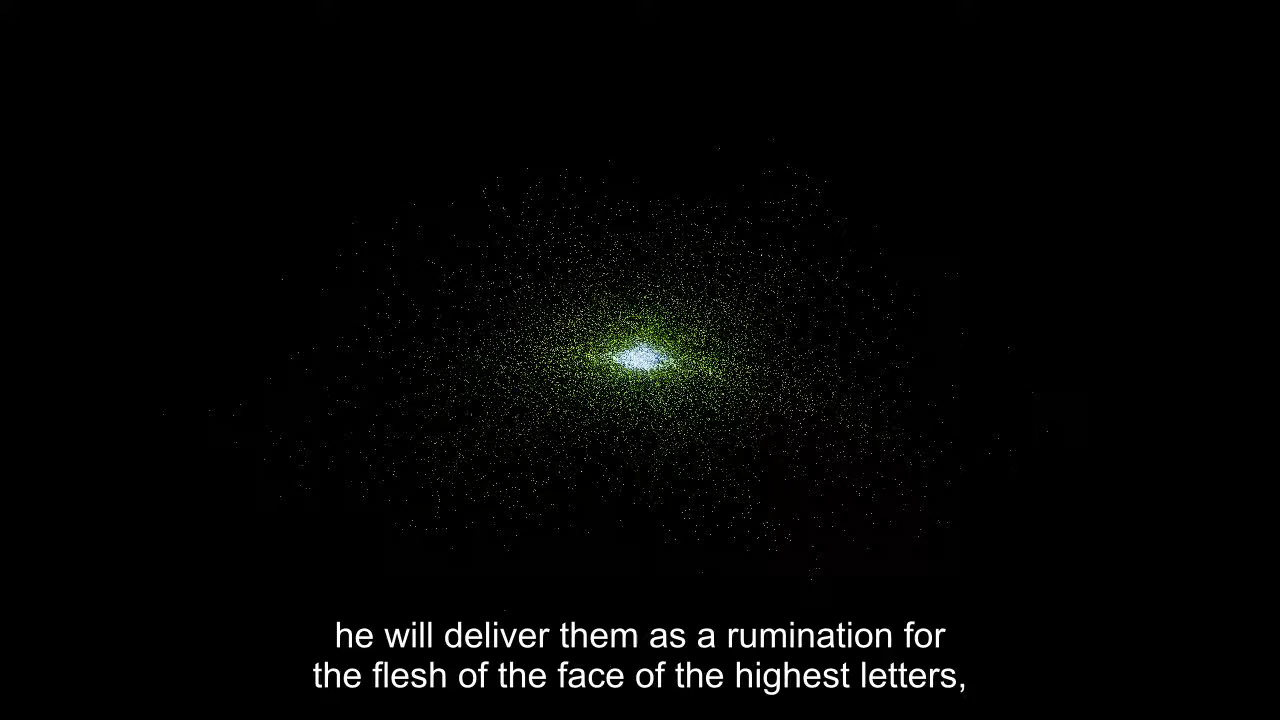 he will deliver them as a rumination for
the flesh of the face of the highest letters,